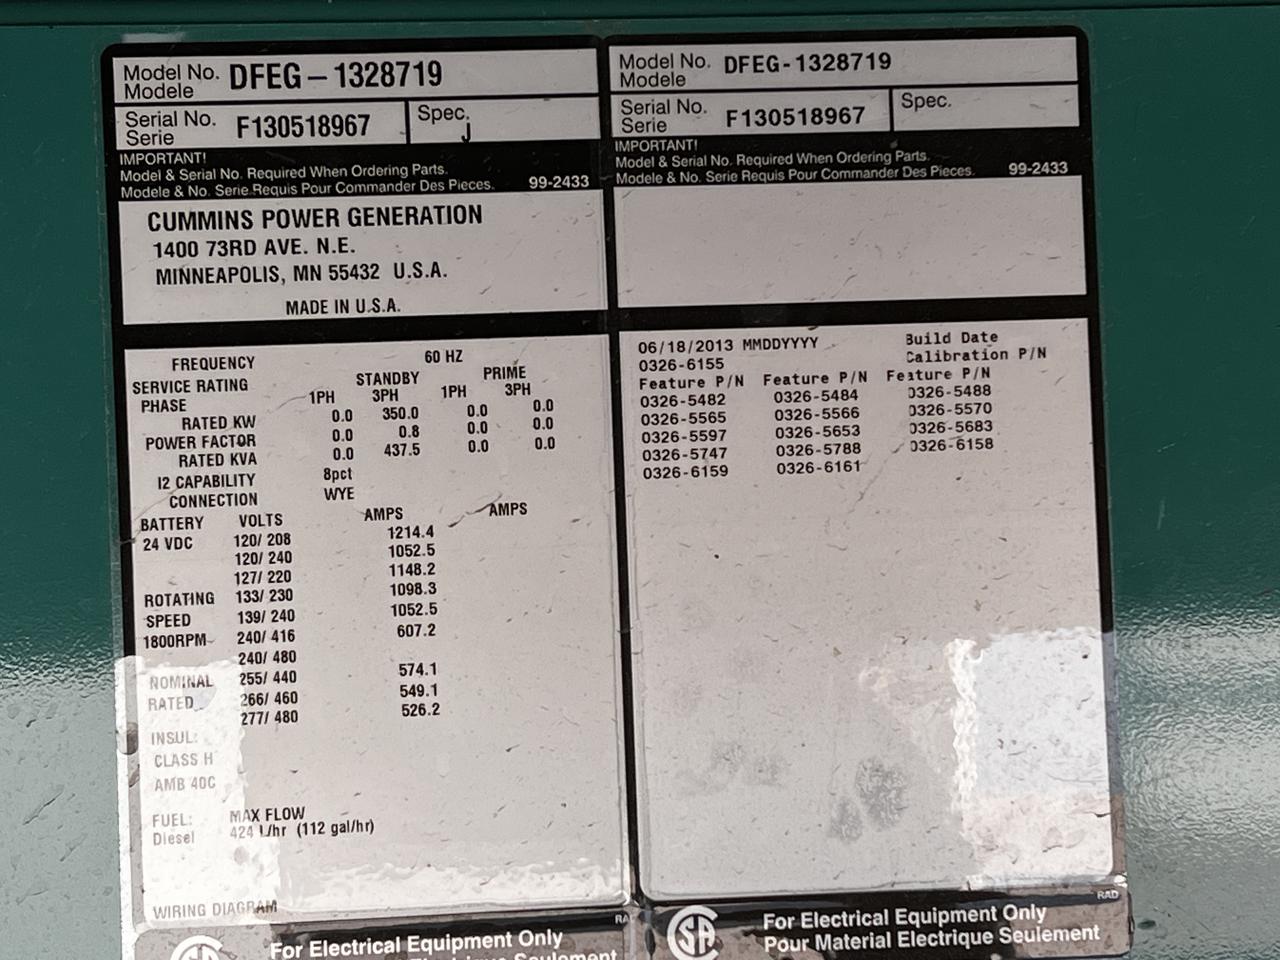 Model No. DFEG-1328719
Modele
Serial No. F130518967 Spec. J
Serie
IMPORTANT!
Model & Serial No. Required When Ordering Parts.
Modele & No. Serie Requis Pour Commander Des Pieces. 99-2433
CUMMINS POWER GENERATION
1400 73RD AVE. N.E.
MINNEAPOLIS, MN 55432 U.S.A.
MADE IN U.S.A.
FREQUENCY 60 HZ
SERVICE RATING STANDBY PRIME
PHASE 1PH 3PH 1PH 3PH
RATED KW 0.0 350.0 0.0 0.0
POWER FACTOR 0.0 0.8 0.0 0.0
RATED KVA 0.0 437.5 0.0 0.0
I2 CAPABILITY 8pct
CONNECTION WYE
BATTERY VOLTS AMPS AMPS
24 VDC 120/ 208 1214.4
120/ 240 1052.5
127/ 220 1148.2
ROTATING 133/ 230 1098.3
SPEED 139/ 240 1052.5
1800RPM 240/ 416 607.2
240/ 480
NOMINAL 255/ 440 574.1
RATED 266/ 460 549.1
277/ 480 526.2
INSUL:
CLASS H
AMB 40C
FUEL: MAX FLOW
Diesel 424 L/hr (112 gal/hr)
WIRING DIAGRAM
For Electrical Equipment Only
Model No. DFEG-1328719
Modele
Serial No. F130518967 Spec.
Serie
IMPORTANT!
Model & Serial No. Required When Ordering Parts.
Modele & No. Serie Requis Pour Commander Des Pieces. 99-2433
06/18/2013 MMDDYYYY Build Date
0326-6155 Calibration P/N
Feature P/N Feature P/N Feature P/N
0326-5482 0326-5484 0326-5488
0326-5565 0326-5566 0326-5570
0326-5597 0326-5653 0326-5683
0326-5747 0326-5788 0326-6158
0326-6159 0326-6161
RAD
For Electrical Equipment Only
Pour Material Electrique Seulement